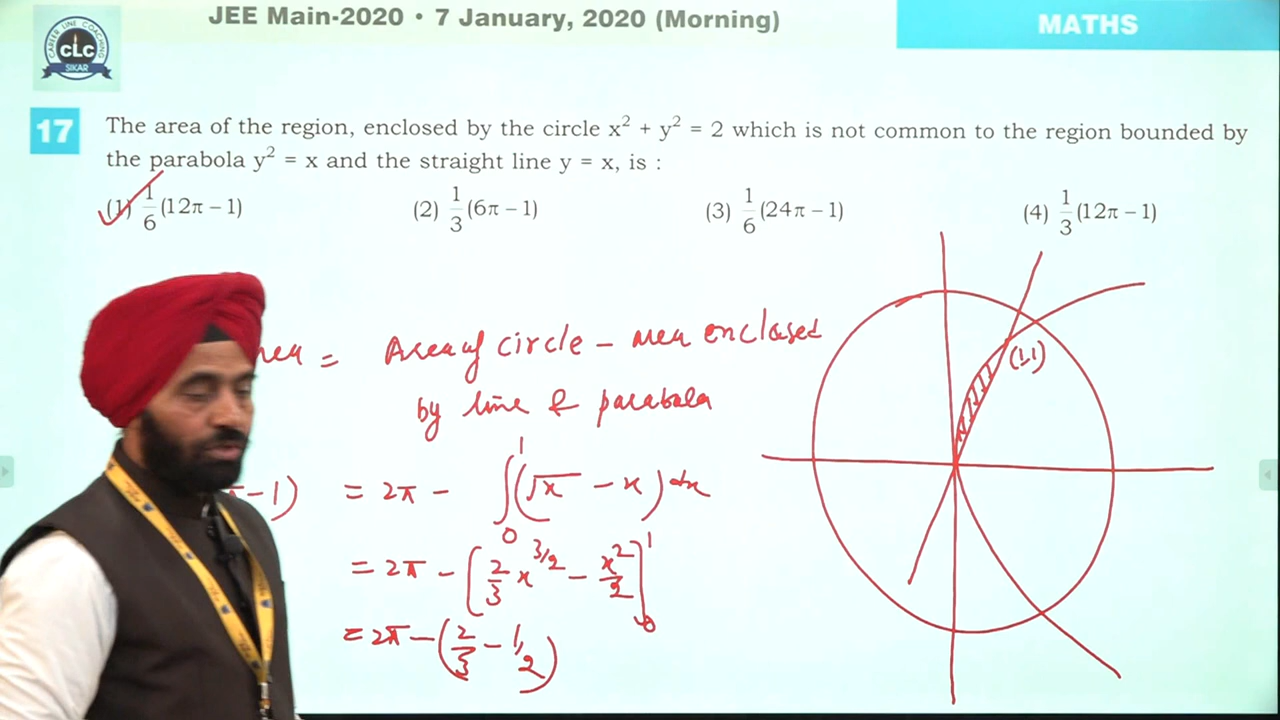 JEE Main-2020 • 7 January, 2020 (Morning)
MATHS
CAREER LINE COACHING
CLC
SIKAR
17 The area of the region, enclosed by the circle x² + y² = 2 which is not common to the region bounded by
the parabola y² = x and the straight line y = x, is :
(1) 1/6 (12π – 1) (2) 1/3 (6π – 1) (3) 1/6 (24π – 1) (4) 1/3 (12π – 1)
= Area of circle – area enclosed
by line & parabola
(1,1)
-1) = 2π - ∫₀¹ (√x - x) dx
= 2π - [2/3 x^3/2 - x²/2]₀¹
= 2π - (2/3 - 1/2)